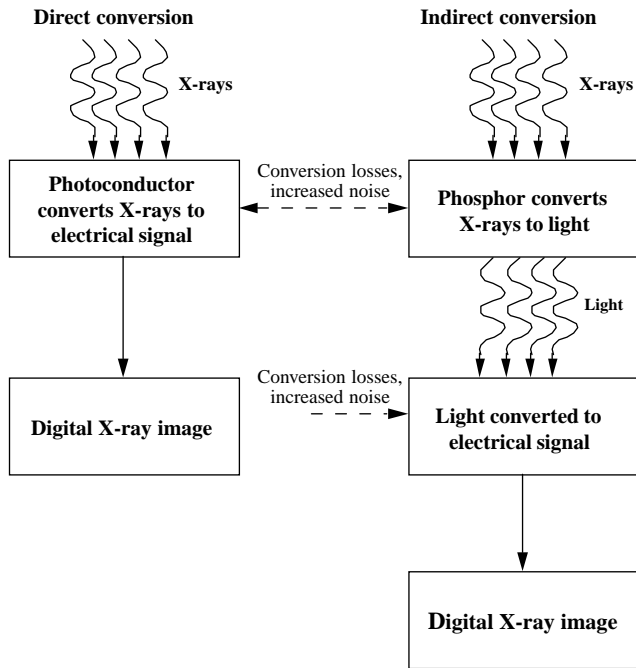 Direct conversion
Indirect conversion
X-rays
X-rays
Photoconductor
converts X-rays to
electrical signal
Conversion losses,
increased noise
Phosphor converts
X-rays to light
Light
Digital X-ray image
Conversion losses,
increased noise
Light converted to
electrical signal
Digital X-ray image